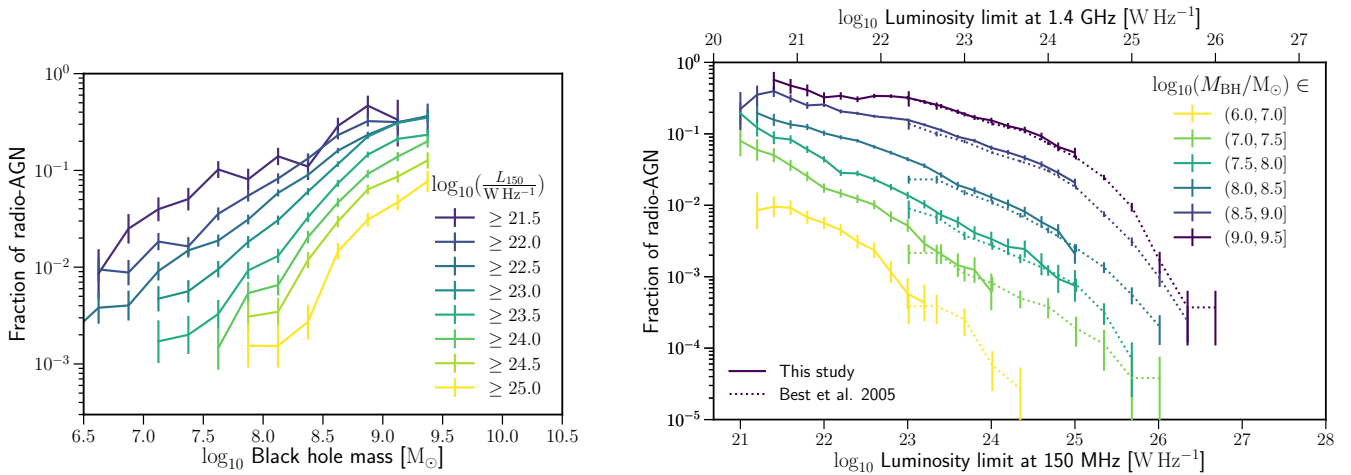 10⁰
10⁻¹
10⁻²
10⁻³
Fraction of radio-AGN
6.5 7.0 7.5 8.0 8.5 9.0 9.5 10.0 10.5
log₁₀ Black hole mass [M⊙]
log₁₀(L₁₅₀/W Hz⁻¹)
≥ 21.5
≥ 22.0
≥ 22.5
≥ 23.0
≥ 23.5
≥ 24.0
≥ 24.5
≥ 25.0
log₁₀ Luminosity limit at 1.4 GHz [W Hz⁻¹]
20 21 22 23 24 25 26 27
10⁰
10⁻¹
10⁻²
10⁻³
10⁻⁴
10⁻⁵
Fraction of radio-AGN
log₁₀(M_BH/M⊙) ∈
(6.0, 7.0]
(7.0, 7.5]
(7.5, 8.0]
(8.0, 8.5]
(8.5, 9.0]
(9.0, 9.5]
This study
Best et al. 2005
21 22 23 24 25 26 27 28
log₁₀ Luminosity limit at 150 MHz [W Hz⁻¹]